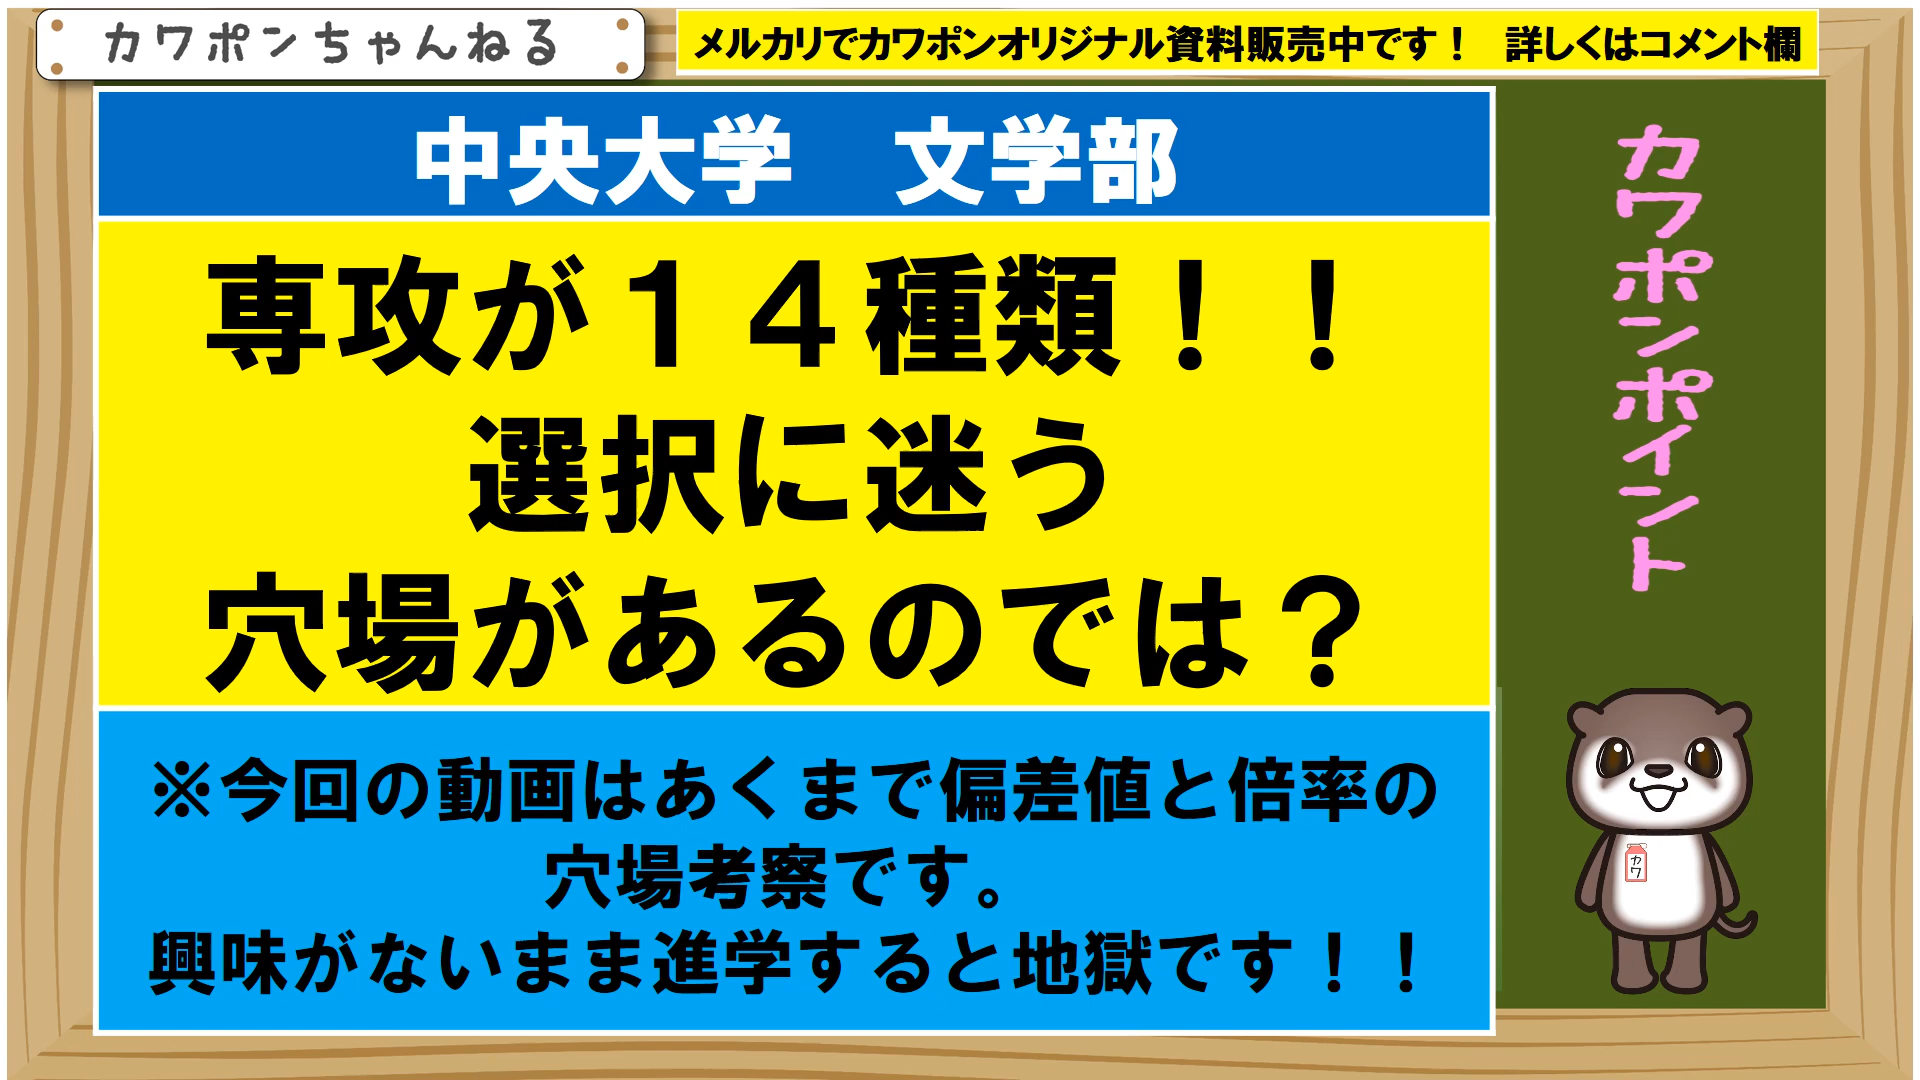 カワポンちゃんねる
メルカリでカワポンオリジナル資料販売中です！　詳しくはコメント欄
中央大学　文学部
専攻が１４種類！！
選択に迷う
穴場があるのでは？
※今回の動画はあくまで偏差値と倍率の
穴場考察です。
興味がないまま進学すると地獄です！！
カワポンポイント
カワ